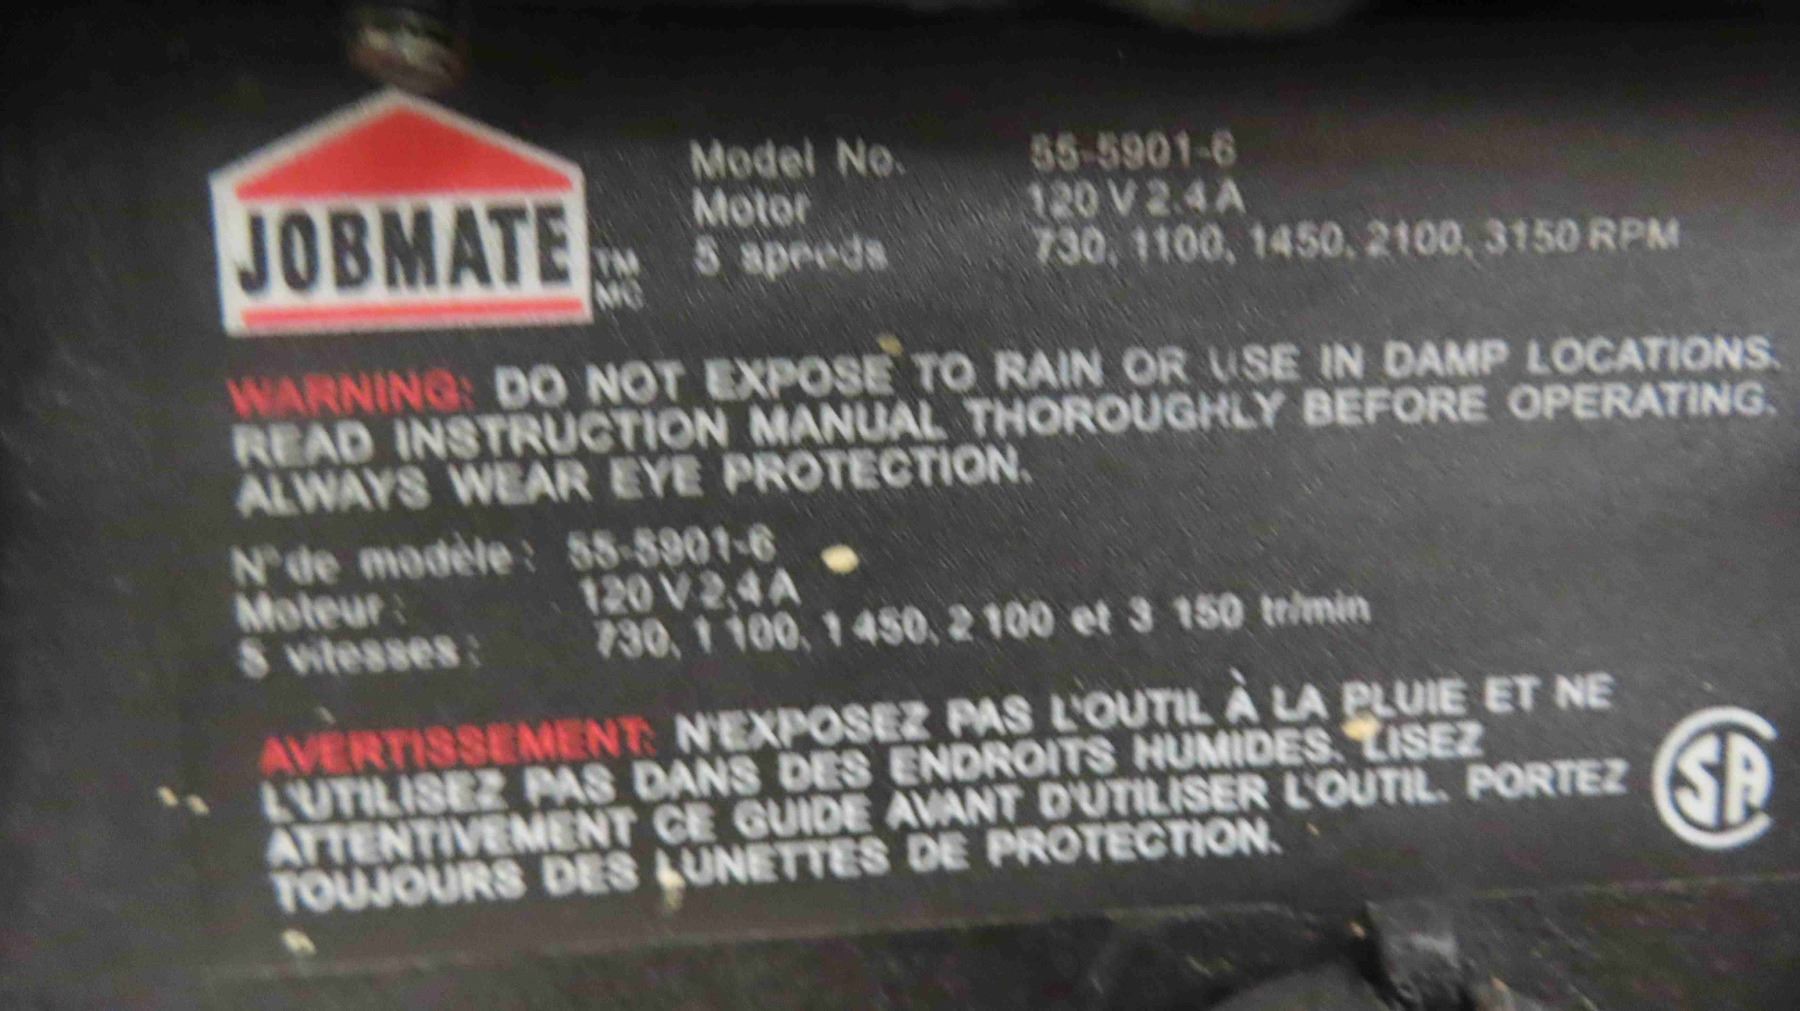 JOBMATE
TM
MC
Model No. 55-5901-6
Motor 120 V 2.4 A
5 speeds 730, 1100, 1450, 2100, 3150 RPM
WARNING: DO NOT EXPOSE TO RAIN OR USE IN DAMP LOCATIONS.
READ INSTRUCTION MANUAL THOROUGHLY BEFORE OPERATING.
ALWAYS WEAR EYE PROTECTION.
N° de modèle : 55-5901-6
Moteur : 120 V 2,4 A
5 vitesses : 730, 1 100, 1 450, 2 100 et 3 150 tr/min
AVERTISSEMENT: N'EXPOSEZ PAS L'OUTIL À LA PLUIE ET NE
L'UTILISEZ PAS DANS DES ENDROITS HUMIDES. LISEZ
ATTENTIVEMENT CE GUIDE AVANT D'UTILISER L'OUTIL. PORTEZ
TOUJOURS DES LUNETTES DE PROTECTION.
CSA